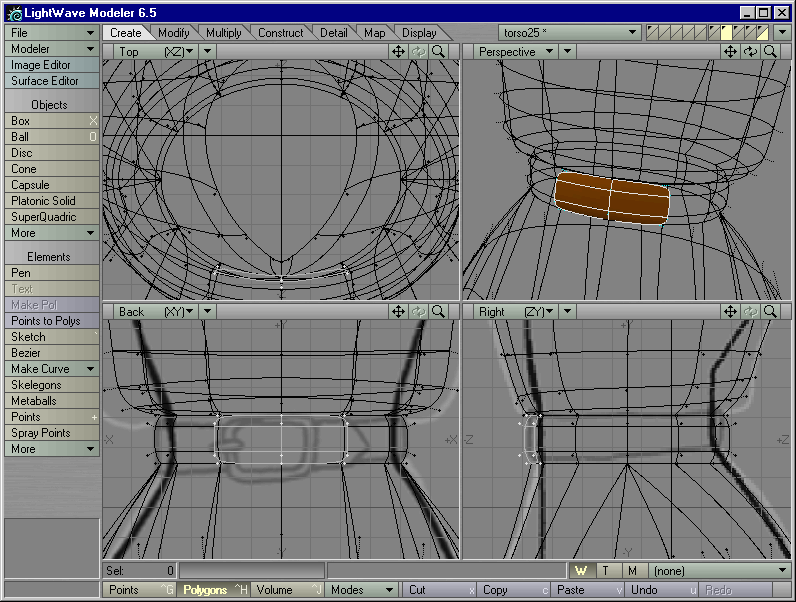 LightWave Modeler 6.5
File
Modeler
Image Editor
Surface Editor
Objects
Box X
Ball O
Disc
Cone
Capsule
Platonic Solid
SuperQuadric
More
Elements
Pen
Text
Make Pol
Points to Polys
Sketch `
Bezier
Make Curve
Skelegons
Metaballs
Points +
Spray Points
More
Create Modify Multiply Construct Detail Map Display torso25 *
Top (XZ)
Perspective
Back (XY)
+Y
-X
+X
-Y
Right (ZY)
+Y
-Z
+Z
-Y
Sel: 0
W T M (none)
Points ^G Polygons ^H Volume ^J Modes Cut x Copy c Paste v Undo u Redo